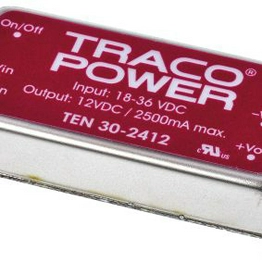 On/Off
TRACO®
POWER
Input: 18-36 VDC
Output: 12VDC / 2500mA max.
TEN 30-2412